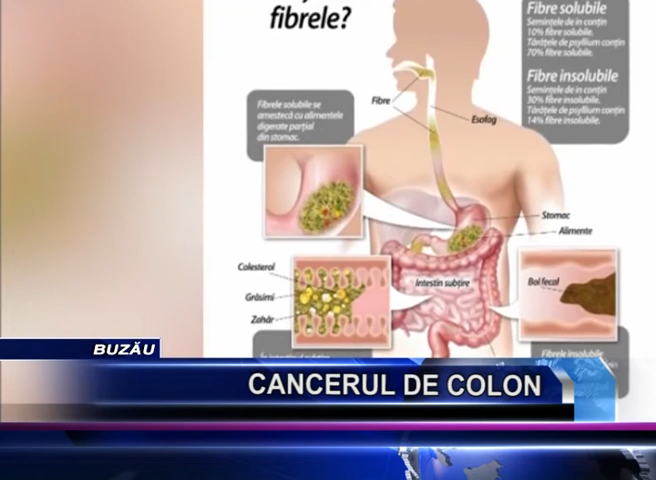 fibrele?
Fibre solubile
Semințele de in conțin
10% fibre solubile.
Tărâțele de psyllium conțin
70% fibre solubile.
Fibre insolubile
Semințele de in conțin
30% fibre insolubile.
Tărâțele de psyllium conțin
14% fibre insolubile.
Fibrele solubile se
amestecă cu alimentele
digerate parțial
din stomac.
Fibre
Esofag
Stomac
Alimente
Colesterol
Grăsimi
Zahăr
Intestin subțire
Bol fecal
În intestinul subțire
Fibrele insolubile
BUZĂU
CANCERUL DE COLON